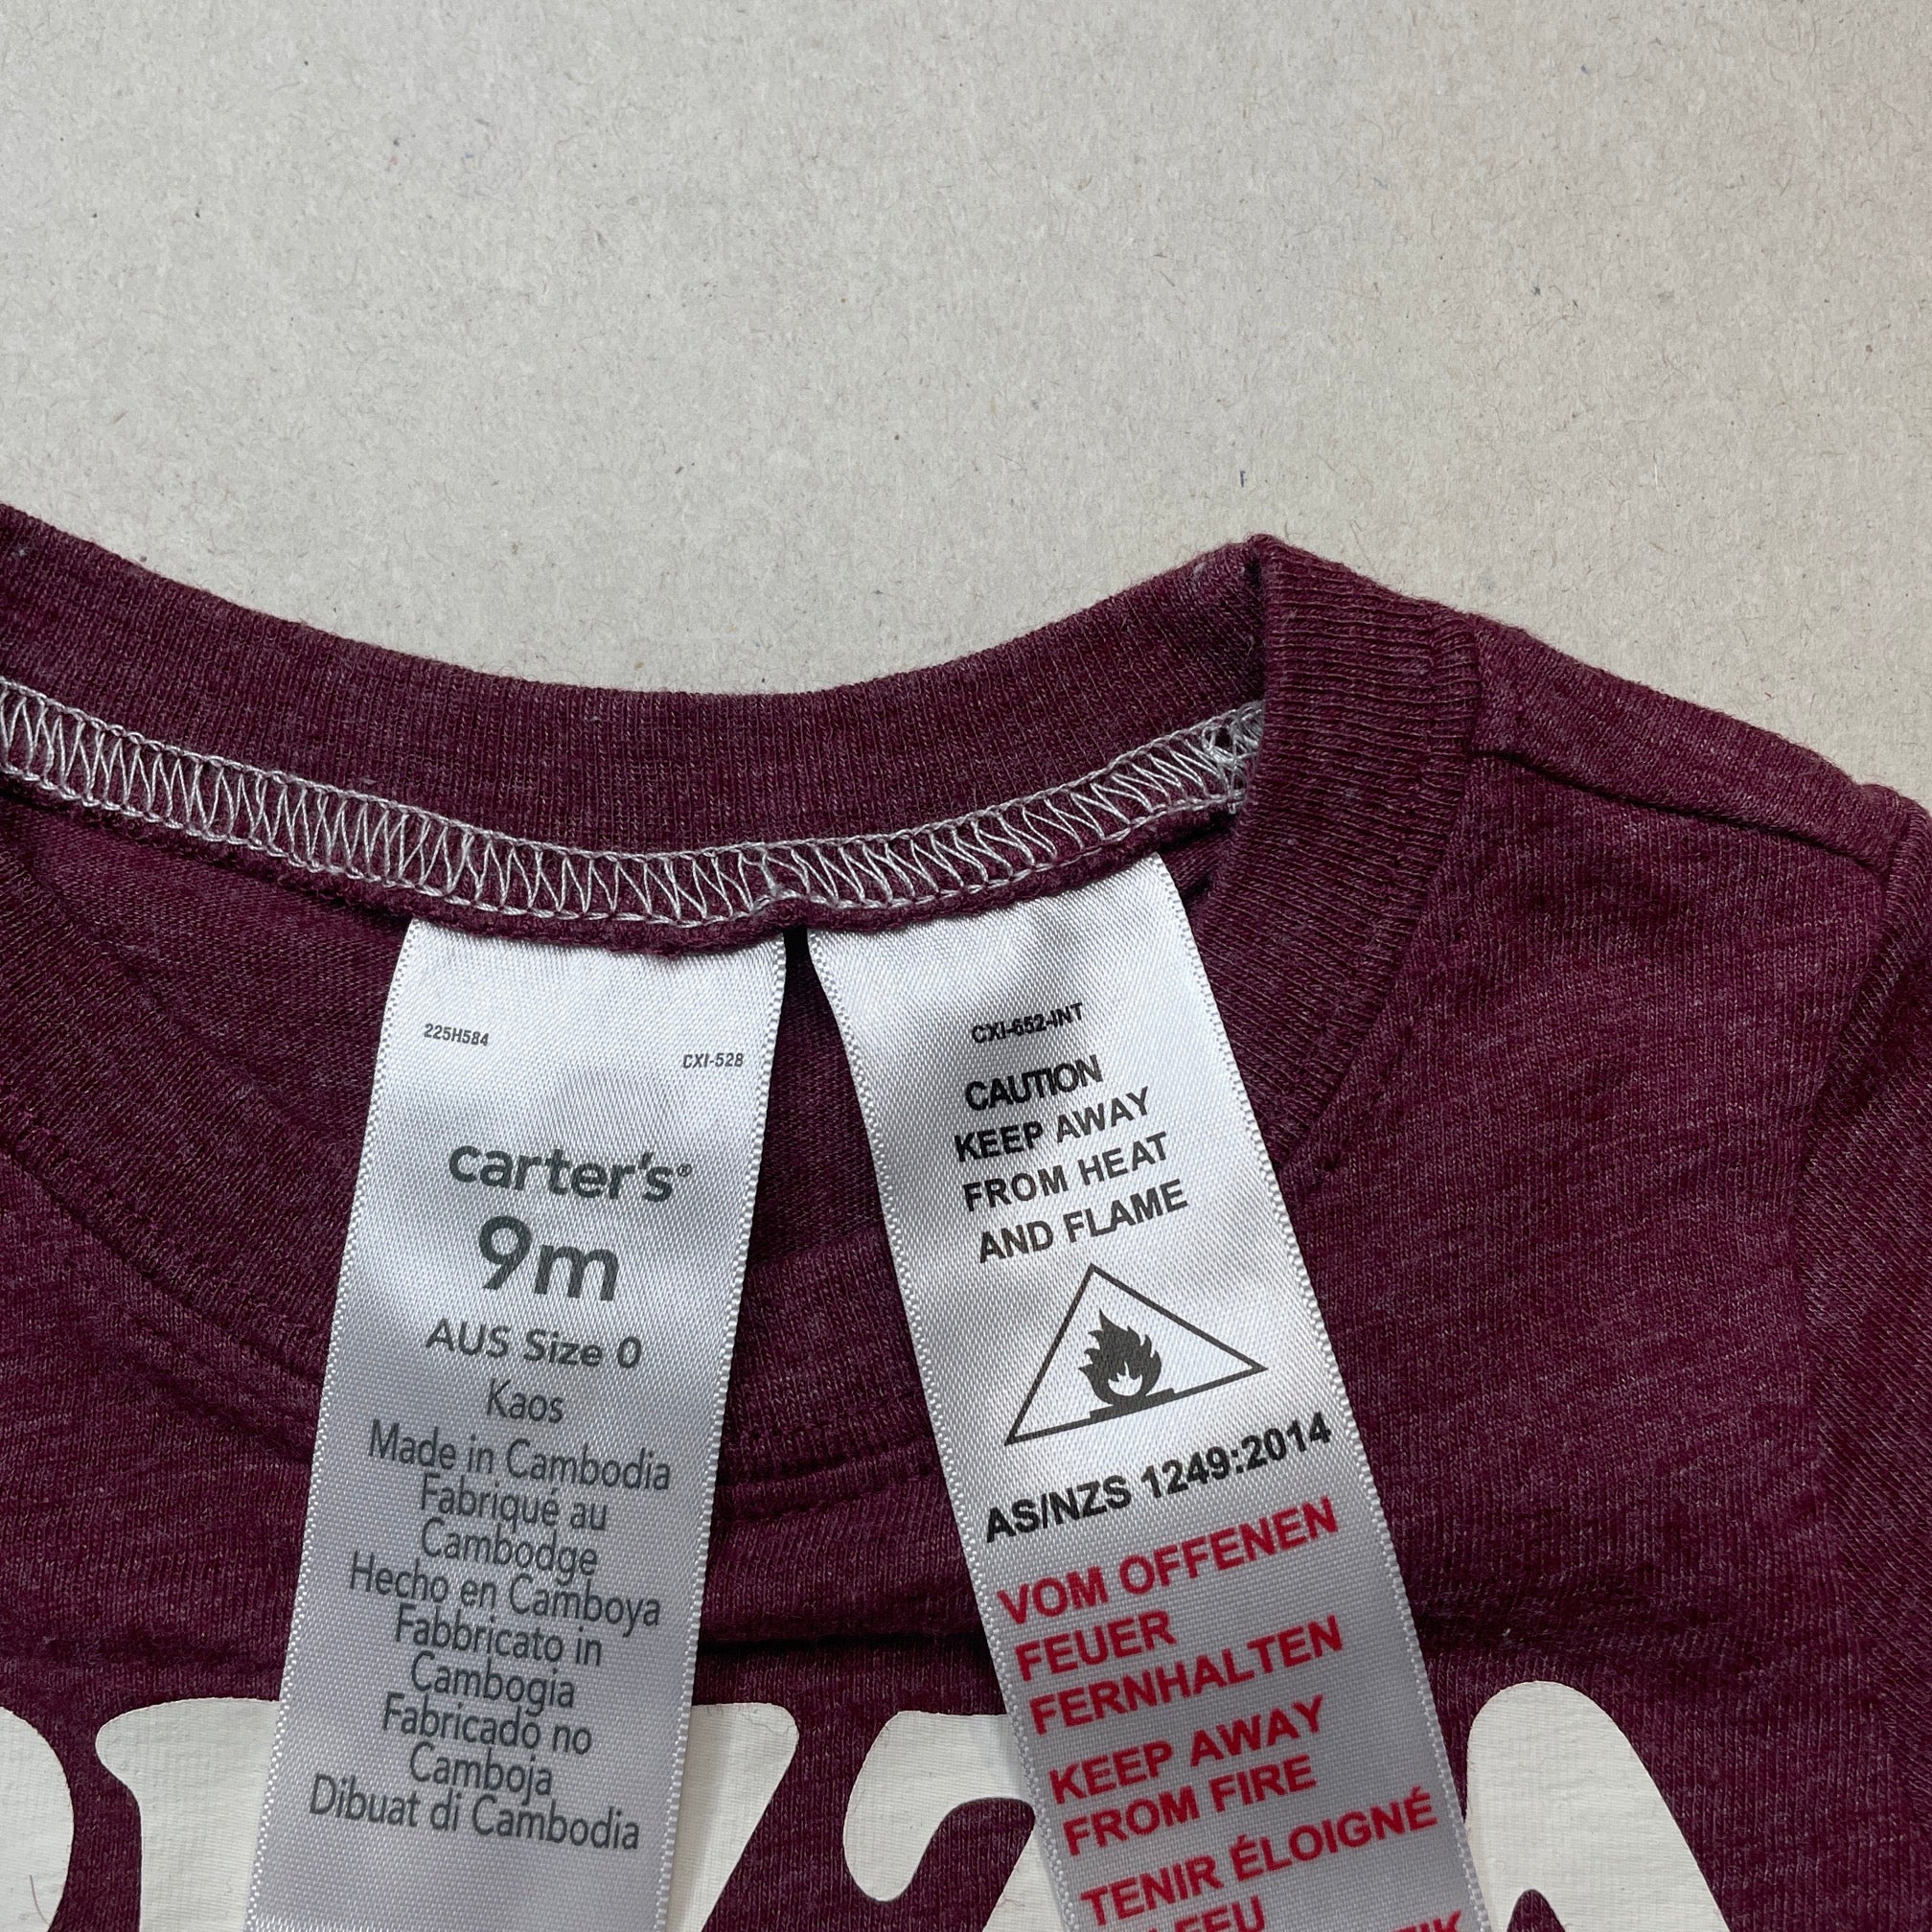 225H584
CXI-528
carter's®
9m
AUS Size 0
Kaos
Made in Cambodia
Fabriqué au
Cambodge
Hecho en Camboya
Fabbricato in
Cambogia
Fabricado no
Camboja
Dibuat di Cambodia
CXI-652-INT
CAUTION
KEEP AWAY
FROM HEAT
AND FLAME
AS/NZS 1249:2014
VOM OFFENEN
FEUER
FERNHALTEN
KEEP AWAY
FROM FIRE
TENIR ÉLOIGNÉ
FEU